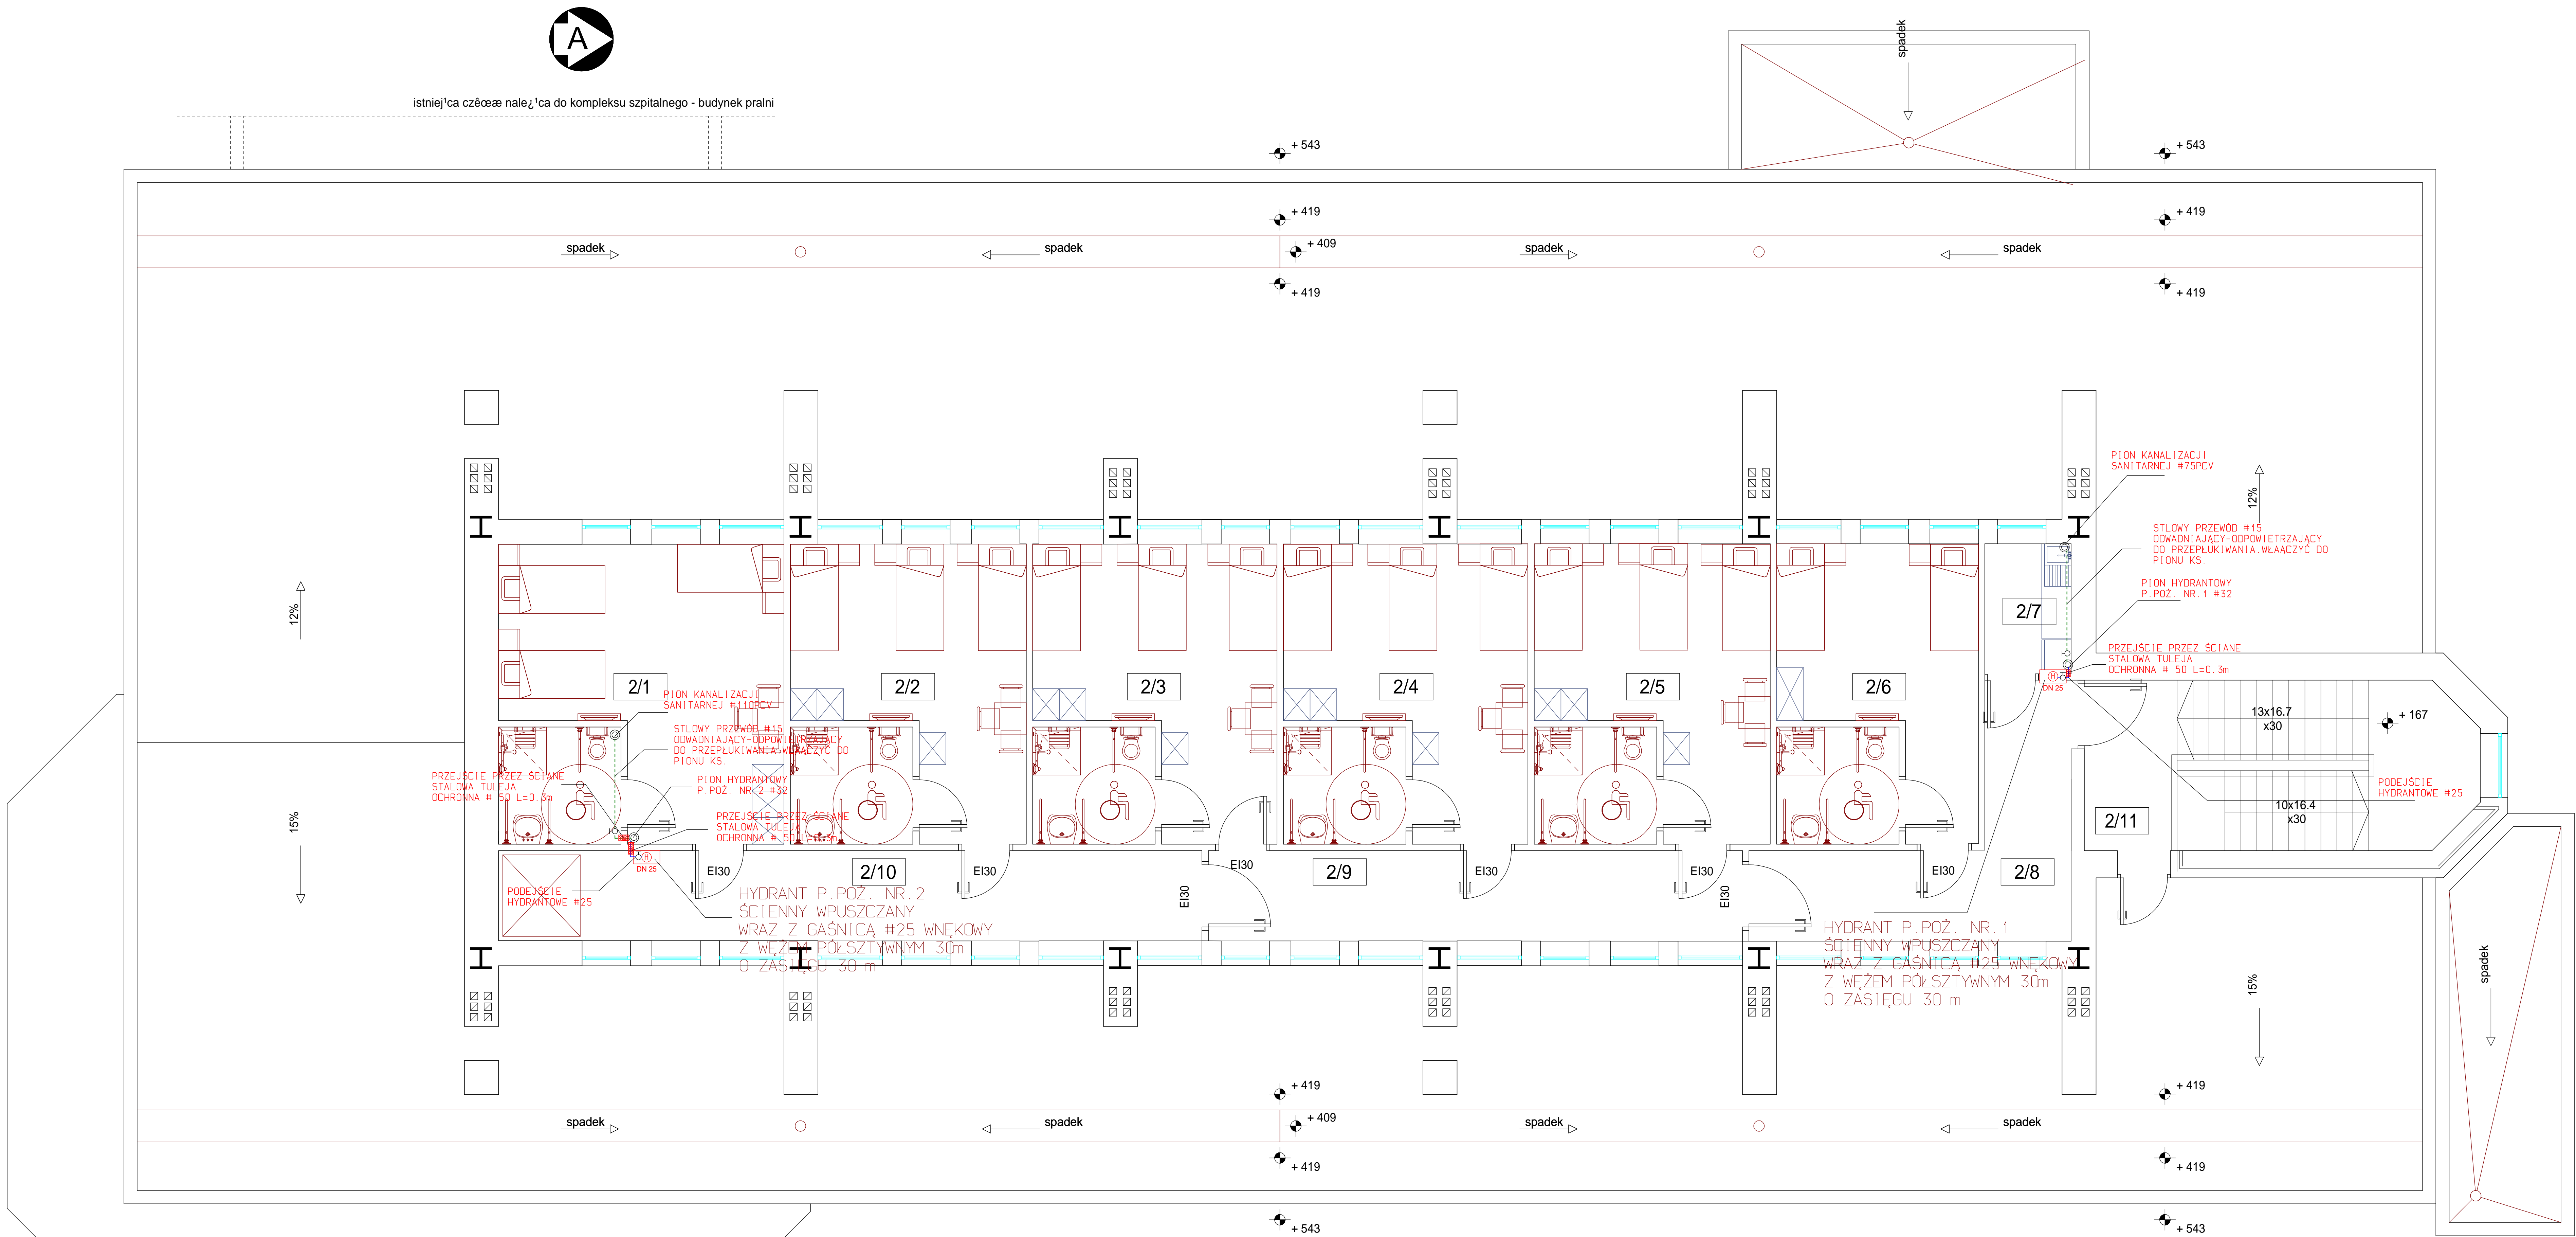 A
istniej¹ca czêœæ nale¿¹ca do kompleksu szpitalnego - budynek pralni
spadek
+ 543
+ 543
+ 419
+ 419
spadek
spadek
+ 409
spadek
spadek
+ 419
+ 419
PION KANALIZACJI
SANITARNEJ #75PCV
12%
STLOWY PRZEWÓD #15
ODWADNIAJĄCY-ODPOWIETRZAJĄCY
DO PRZEPŁUKIWANIA.WŁAĄCZYĆ DO
PIONU KS.
PION HYDRANTOWY
P.POŻ. NR.1 #32
12%
2/7
PRZEJŚCIE PRZEZ ŚCIANE
STALOWA TULEJA
OCHRONNA # 50 L=0.3m
H
DN 25
2/1
2/2
2/3
2/4
2/5
2/6
PION KANALIZACJI
SANITARNEJ #110PCV
STLOWY PRZEWÓD #15
ODWADNIAJĄCY-ODPOWIETRZAJĄCY
DO PRZEPŁUKIWANIA.WŁAĄCZYĆ DO
PIONU KS.
13x16.7
x30
+ 167
PRZEJŚCIE PRZEZ ŚCIANE
STALOWA TULEJA
OCHRONNA # 50 L=0.3m
PION HYDRANTOWY
P.POŻ. NR.2 #32
PODEJŚCIE
HYDRANTOWE #25
10x16.4
x30
PRZEJŚCIE PRZEZ ŚCIANE
STALOWA TULEJA
OCHRONNA # 50 L=0.3m
15%
2/11
H
DN 25
EI30
2/10
EI30
EI30
EI30
2/9
EI30
EI30
EI30
EI30
2/8
PODEJŚCIE
HYDRANTOWE #25
HYDRANT P.POŻ. NR.2
ŚCIENNY WPUSZCZANY
WRAZ Z GAŚNICĄ #25 WNĘKOWY
Z WĘŻEM PÓŁSZTYWNYM 30m
O ZASIĘGU 30 m
HYDRANT P.POŻ. NR.1
ŚCIENNY WPUSZCZANY
WRAZ Z GAŚNICĄ #25 WNĘKOWY
Z WĘŻEM PÓŁSZTYWNYM 30m
O ZASIĘGU 30 m
15%
spadek
+ 419
+ 419
spadek
spadek
+ 409
spadek
spadek
+ 419
+ 419
+ 543
+ 543